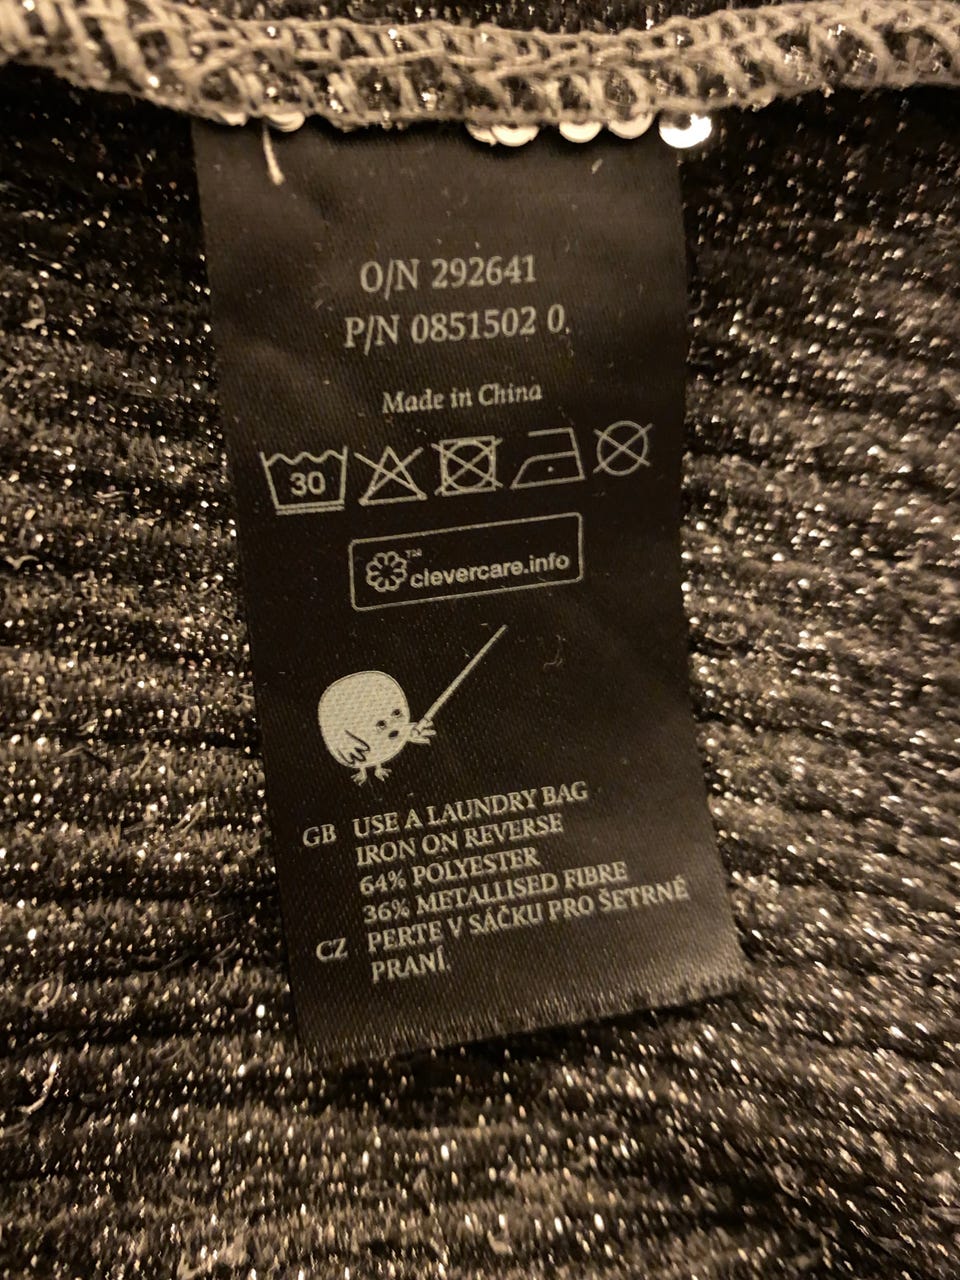 O/N 292641
P/N 0851502 0.
Made in China
30
™ clevercare.info
GB USE A LAUNDRY BAG
IRON ON REVERSE
64% POLYESTER
36% METALLISED FIBRE
CZ PERTE V SÁČKU PRO ŠETRNÉ
PRANÍ.